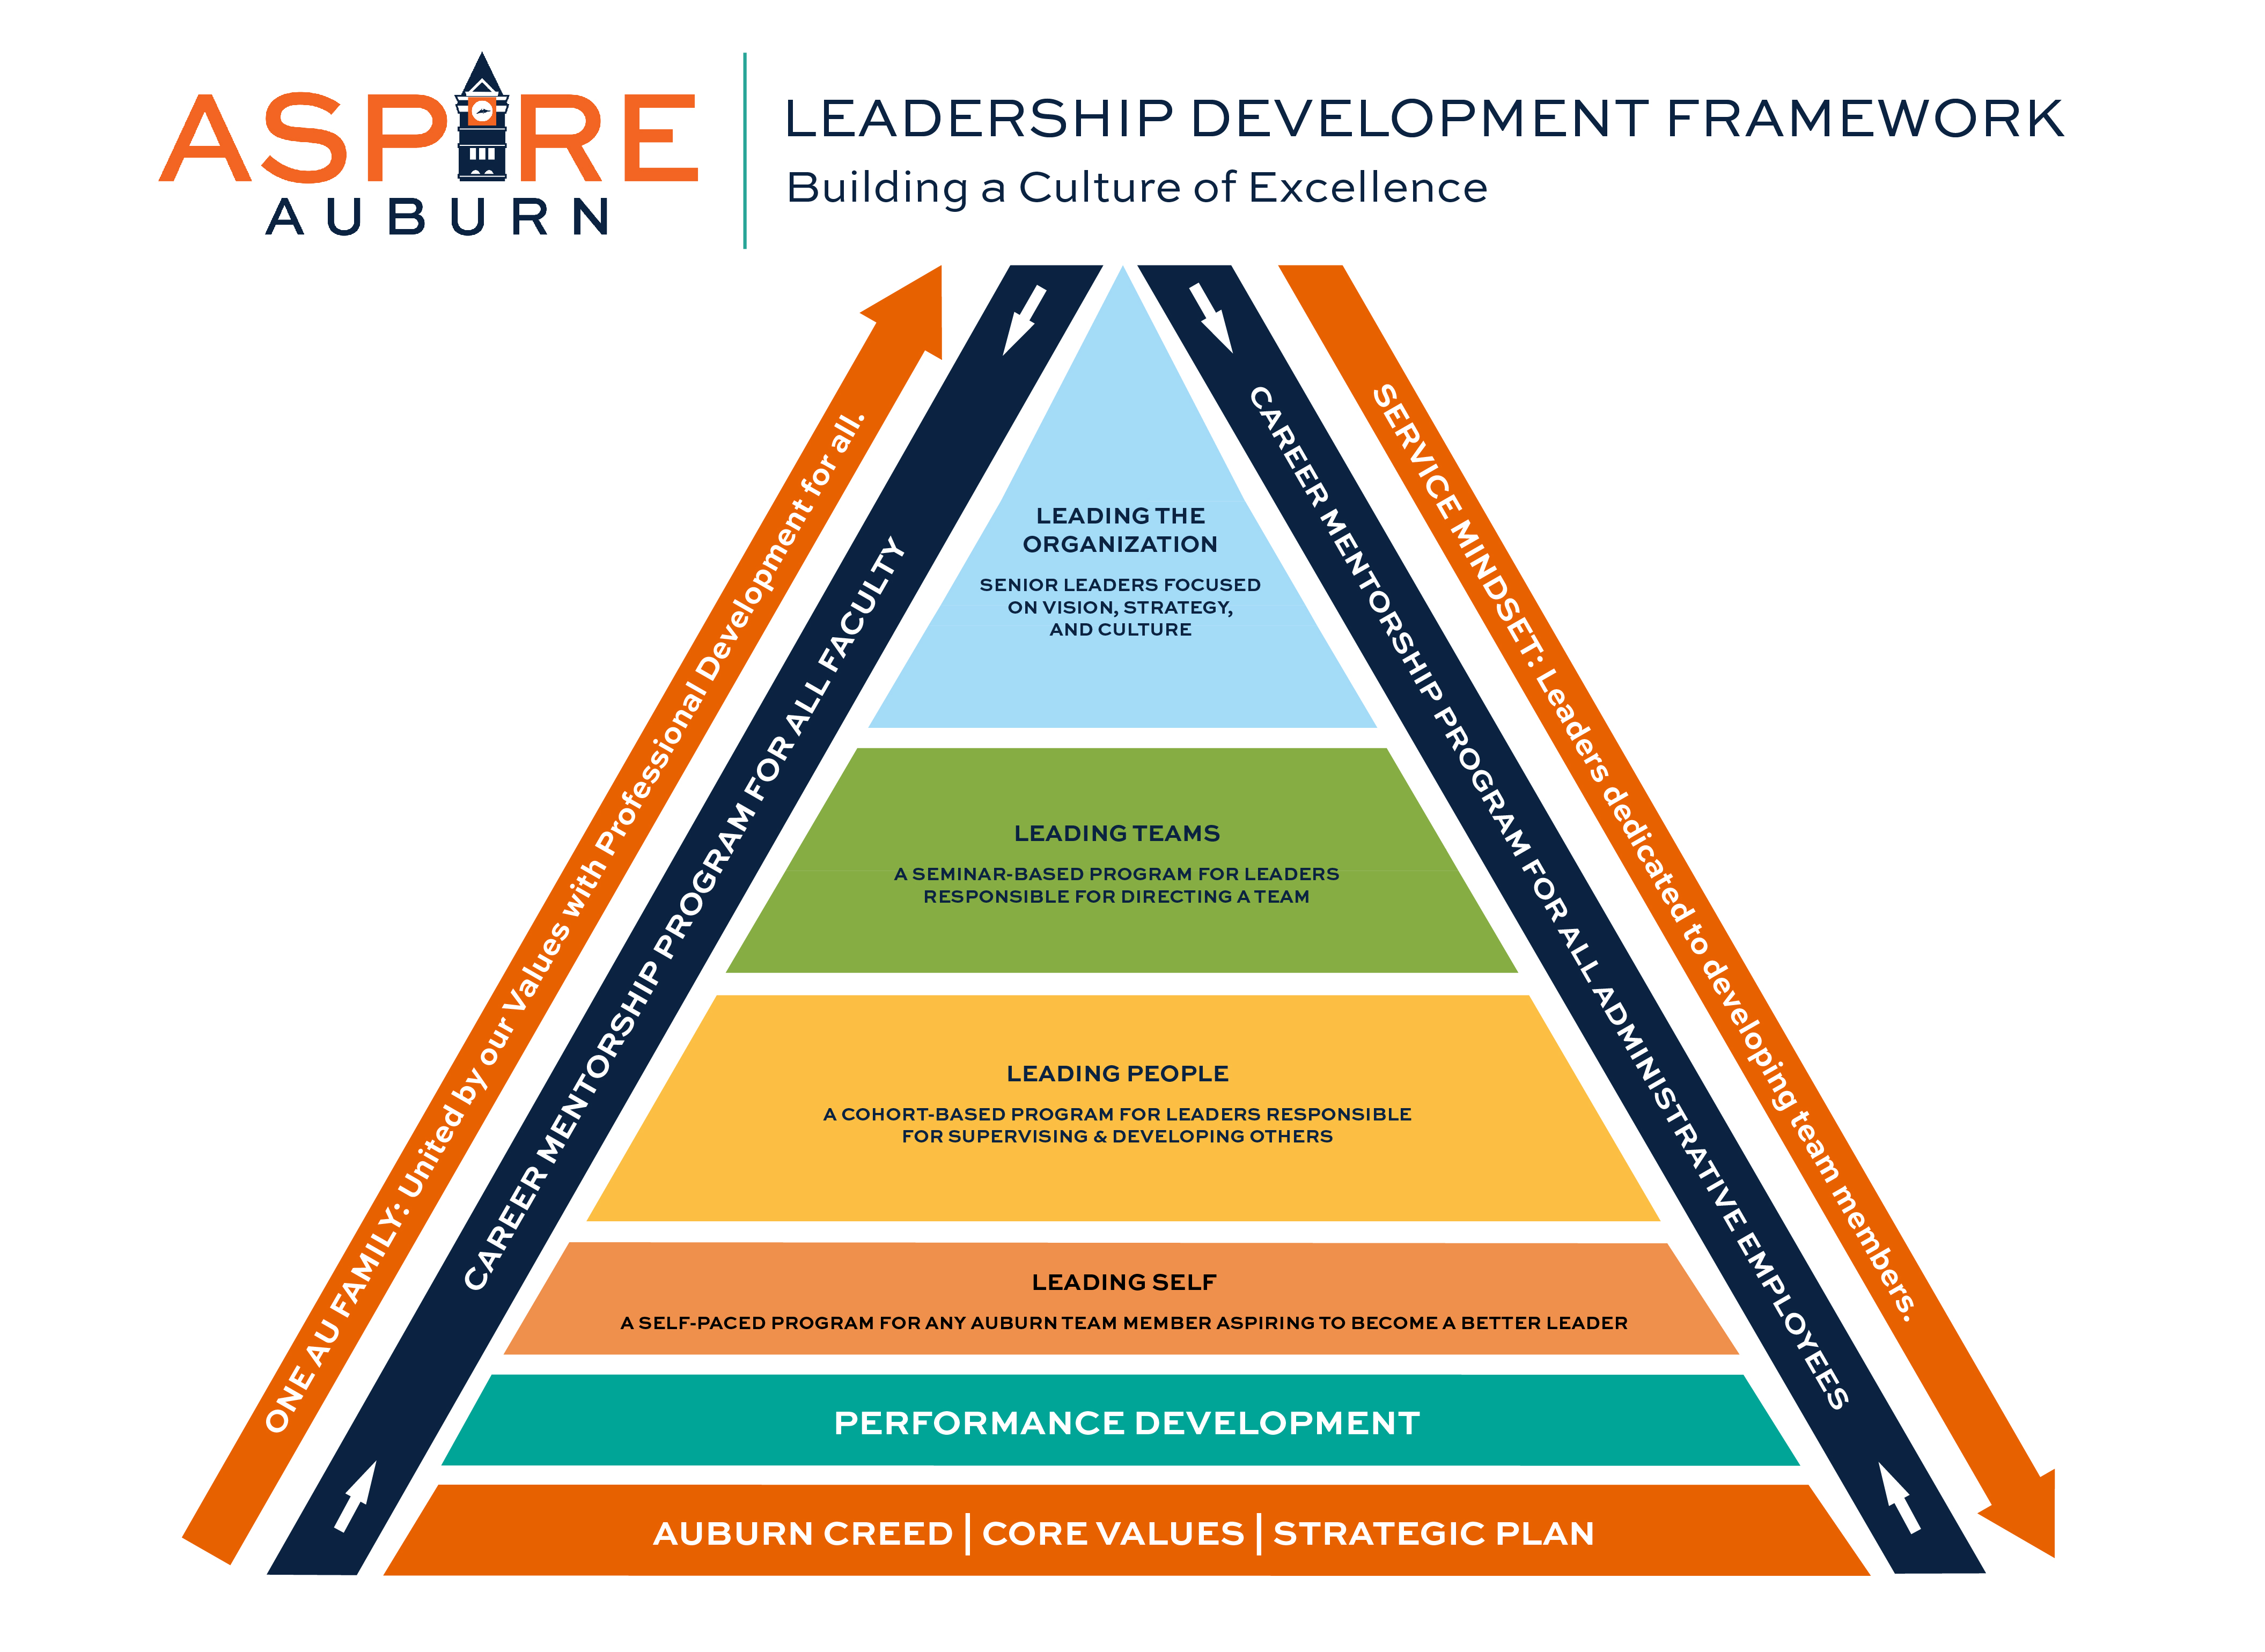 ASPIRE
AUBURN
LEADERSHIP DEVELOPMENT FRAMEWORK
Building a Culture of Excellence
ONE AU FAMILY: United by our Values with Professional Development for all.
CAREER MENTORSHIP PROGRAM FOR ALL FACULTY
CAREER MENTORSHIP PROGRAM FOR ALL ADMINISTRATIVE EMPLOYEES
SERVICE MINDSET: Leaders dedicated to developing team members.
LEADING THE
ORGANIZATION
SENIOR LEADERS FOCUSED
ON VISION, STRATEGY,
AND CULTURE
LEADING TEAMS
A SEMINAR-BASED PROGRAM FOR LEADERS
RESPONSIBLE FOR DIRECTING A TEAM
LEADING PEOPLE
A COHORT-BASED PROGRAM FOR LEADERS RESPONSIBLE
FOR SUPERVISING & DEVELOPING OTHERS
LEADING SELF
A SELF-PACED PROGRAM FOR ANY AUBURN TEAM MEMBER ASPIRING TO BECOME A BETTER LEADER
PERFORMANCE DEVELOPMENT
AUBURN CREED | CORE VALUES | STRATEGIC PLAN